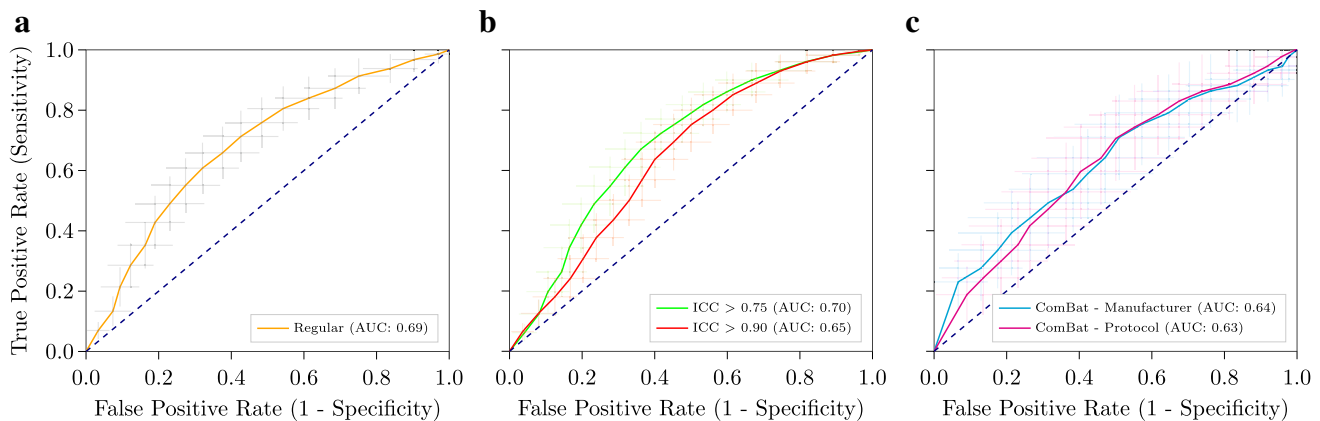 a
b
c
True Positive Rate (Sensitivity)
1.0
0.8
0.6
0.4
0.2
0.0
Regular (AUC: 0.69)
0.0 0.2 0.4 0.6 0.8 1.0
False Positive Rate (1 - Specificity)
ICC > 0.75 (AUC: 0.70)
ICC > 0.90 (AUC: 0.65)
0.0 0.2 0.4 0.6 0.8 1.0
False Positive Rate (1 - Specificity)
ComBat - Manufacturer (AUC: 0.64)
ComBat - Protocol (AUC: 0.63)
0.0 0.2 0.4 0.6 0.8 1.0
False Positive Rate (1 - Specificity)